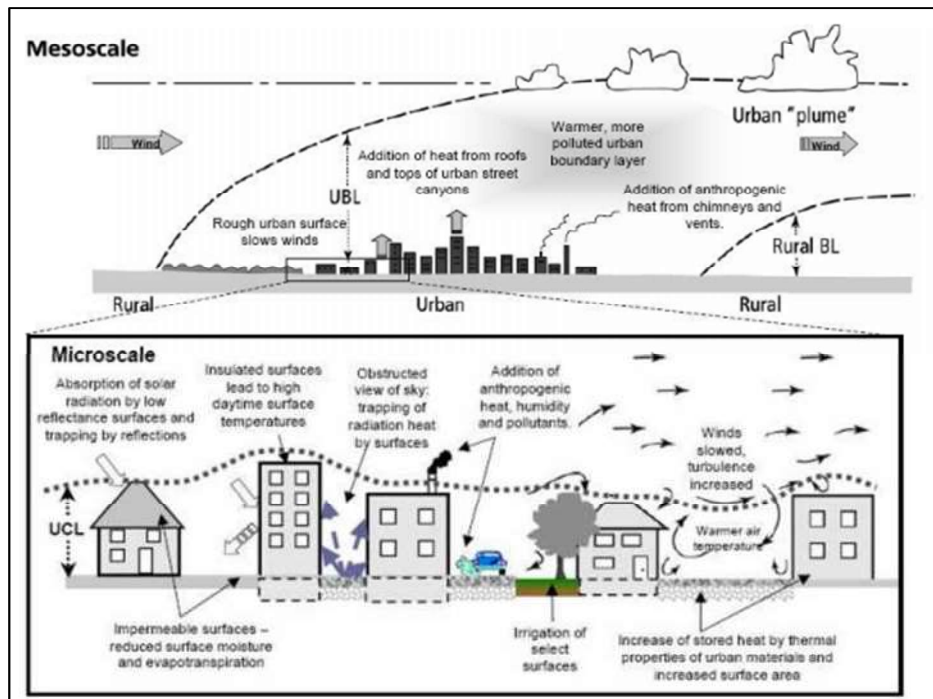 Mesoscale
Wind
Urban "plume"
Wind
Warmer, more
polluted urban
boundary layer
Addition of heat from roofs
and tops of urban street
canyons
UBL
Addition of anthropogenic
heat from chimneys and
vents.
Rough urban surface
slows winds
Rural BL
Rural
Urban
Rural
Microscale
Absorption of solar
radiation by low
reflectance surfaces and
trapping by reflections
Insulated surfaces
lead to high
daytime surface
temperatures
Obstructed
view of sky:
trapping of
radiation heat
by surfaces
Addition of
anthropogenic
heat, humidity
and pollutants.
Winds
slowed,
turbulence
increased
UCL
Warmer air
temperature
Impermeable surfaces –
reduced surface moisture
and evapotranspiration
Irrigation of
select
surfaces
Increase of stored heat by thermal
properties of urban materials and
increased surface area